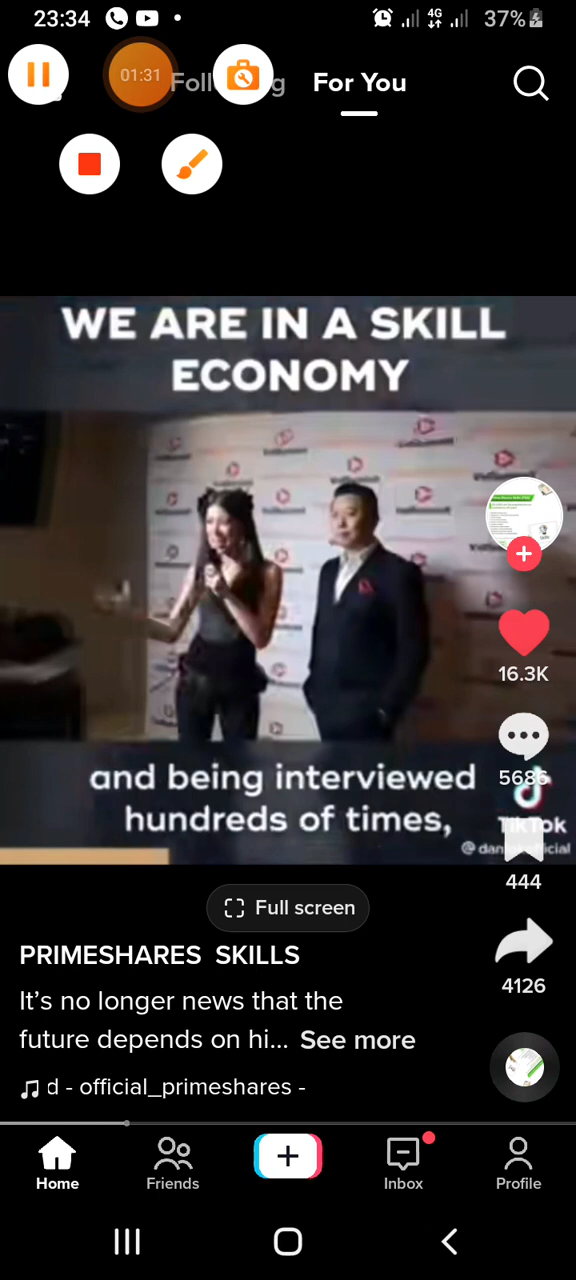 23:34
4G
37%
01:31
For You
WE ARE IN A SKILL
ECONOMY
and being interviewed
hundreds of times,
16.3K
5686
TikTok
444
Full screen
4126
PRIMESHARES SKILLS
It's no longer news that the
future depends on hi... See more
d - official_primeshares -
Home
Friends
Inbox
Profile